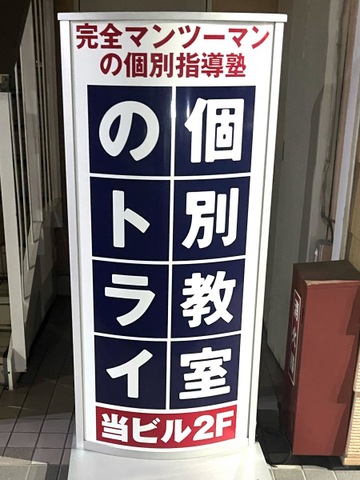 完全マンツーマン
の個別指導塾
個別教室
のトライ
当ビル2F